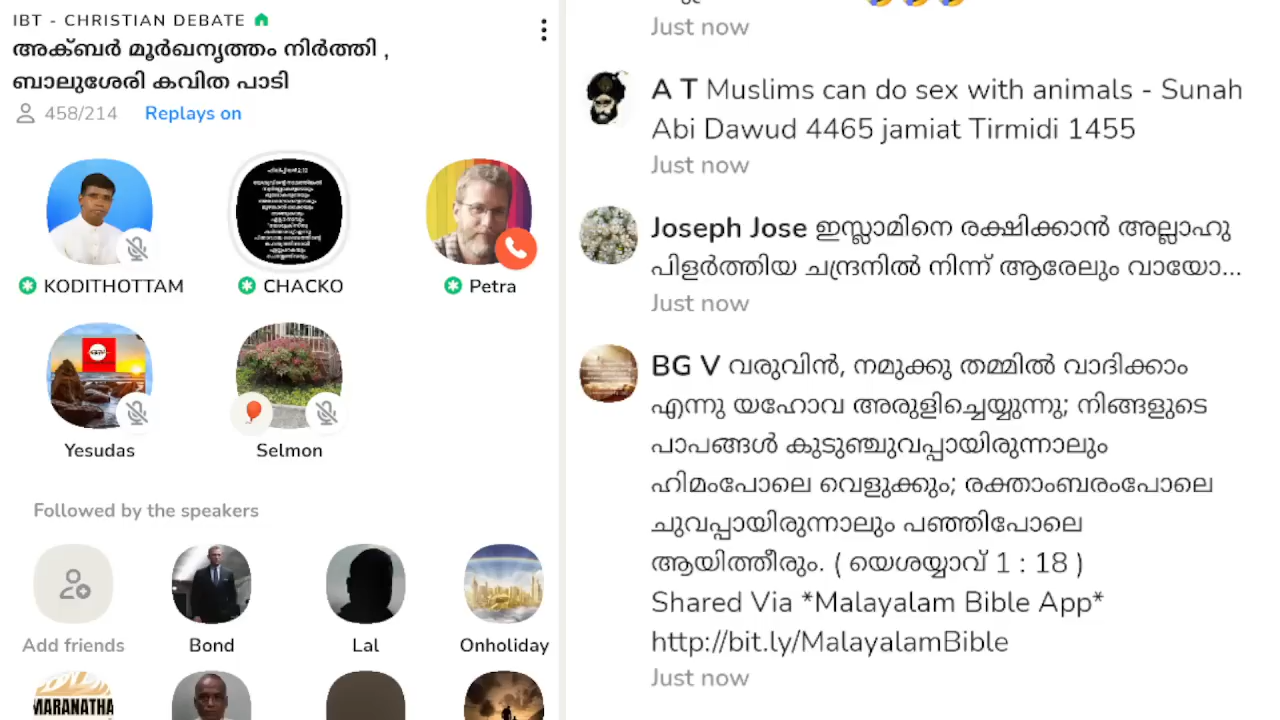 IBT - CHRISTIAN DEBATE
അക്ബർ മൂർഖനൃത്തം നിർത്തി ,
ബാലുശേരി കവിത പാടി
458/214 Replays on
KODITHOTTAM
CHACKO
Petra
Yesudas
Selmon
Followed by the speakers
Add friends
Bond
Lal
Onholiday
MARANATHA
Just now
A T Muslims can do sex with animals - Sunah
Abi Dawud 4465 jamiat Tirmidi 1455
Just now
Joseph Jose ഇസ്ലാമിനെ രക്ഷിക്കാൻ അല്ലാഹു
പിളർത്തിയ ചന്ദ്രനിൽ നിന്ന് ആരേലും വായോ...
Just now
BG V വരുവിൻ, നമുക്കു തമ്മിൽ വാദിക്കാം
എന്നു യഹോവ അരുളിച്ചെയ്യുന്നു; നിങ്ങളുടെ
പാപങ്ങൾ കുടുഞ്ചുവപ്പായിരുന്നാലും
ഹിമംപോലെ വെളുക്കും; രക്താംബരംപോലെ
ചുവപ്പായിരുന്നാലും പഞ്ഞിപോലെ
ആയിത്തീരും. ( യെശയ്യാവ് 1 : 18 )
Shared Via *Malayalam Bible App*
http://bit.ly/MalayalamBible
Just now